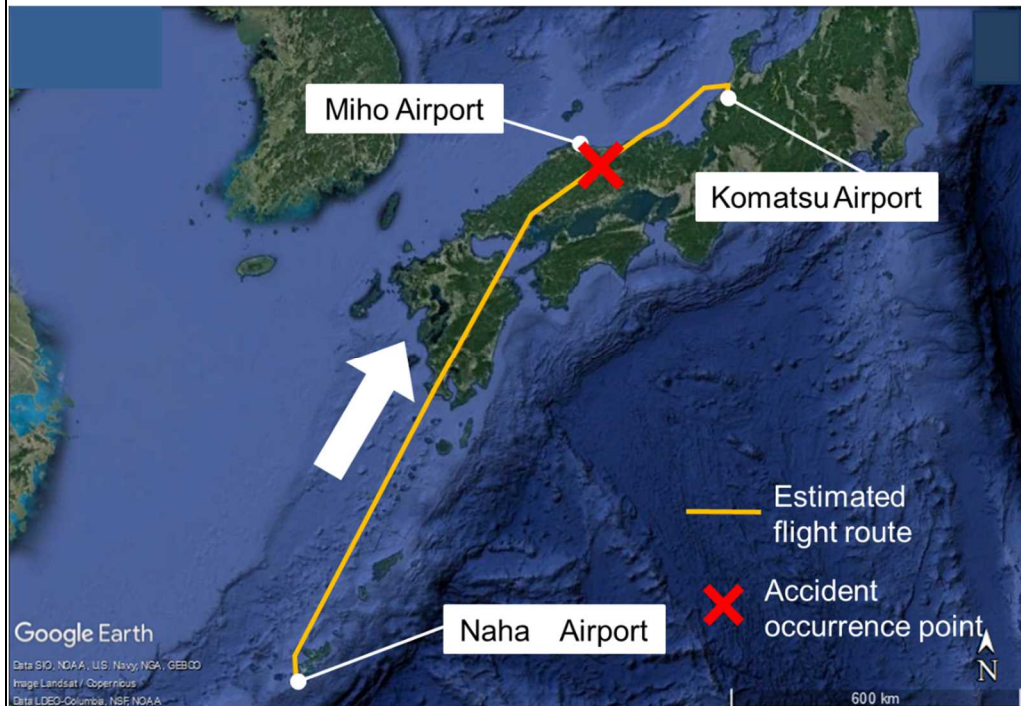 Miho Airport
Komatsu Airport
Estimated
flight route
Accident
occurrence point
Naha Airport
N
Google Earth
Data SIO, NOAA, U.S. Navy, NGA, GEBCO
Image Landsat / Copernicus
Data LDEO-Columbia, NSF, NOAA
600 km